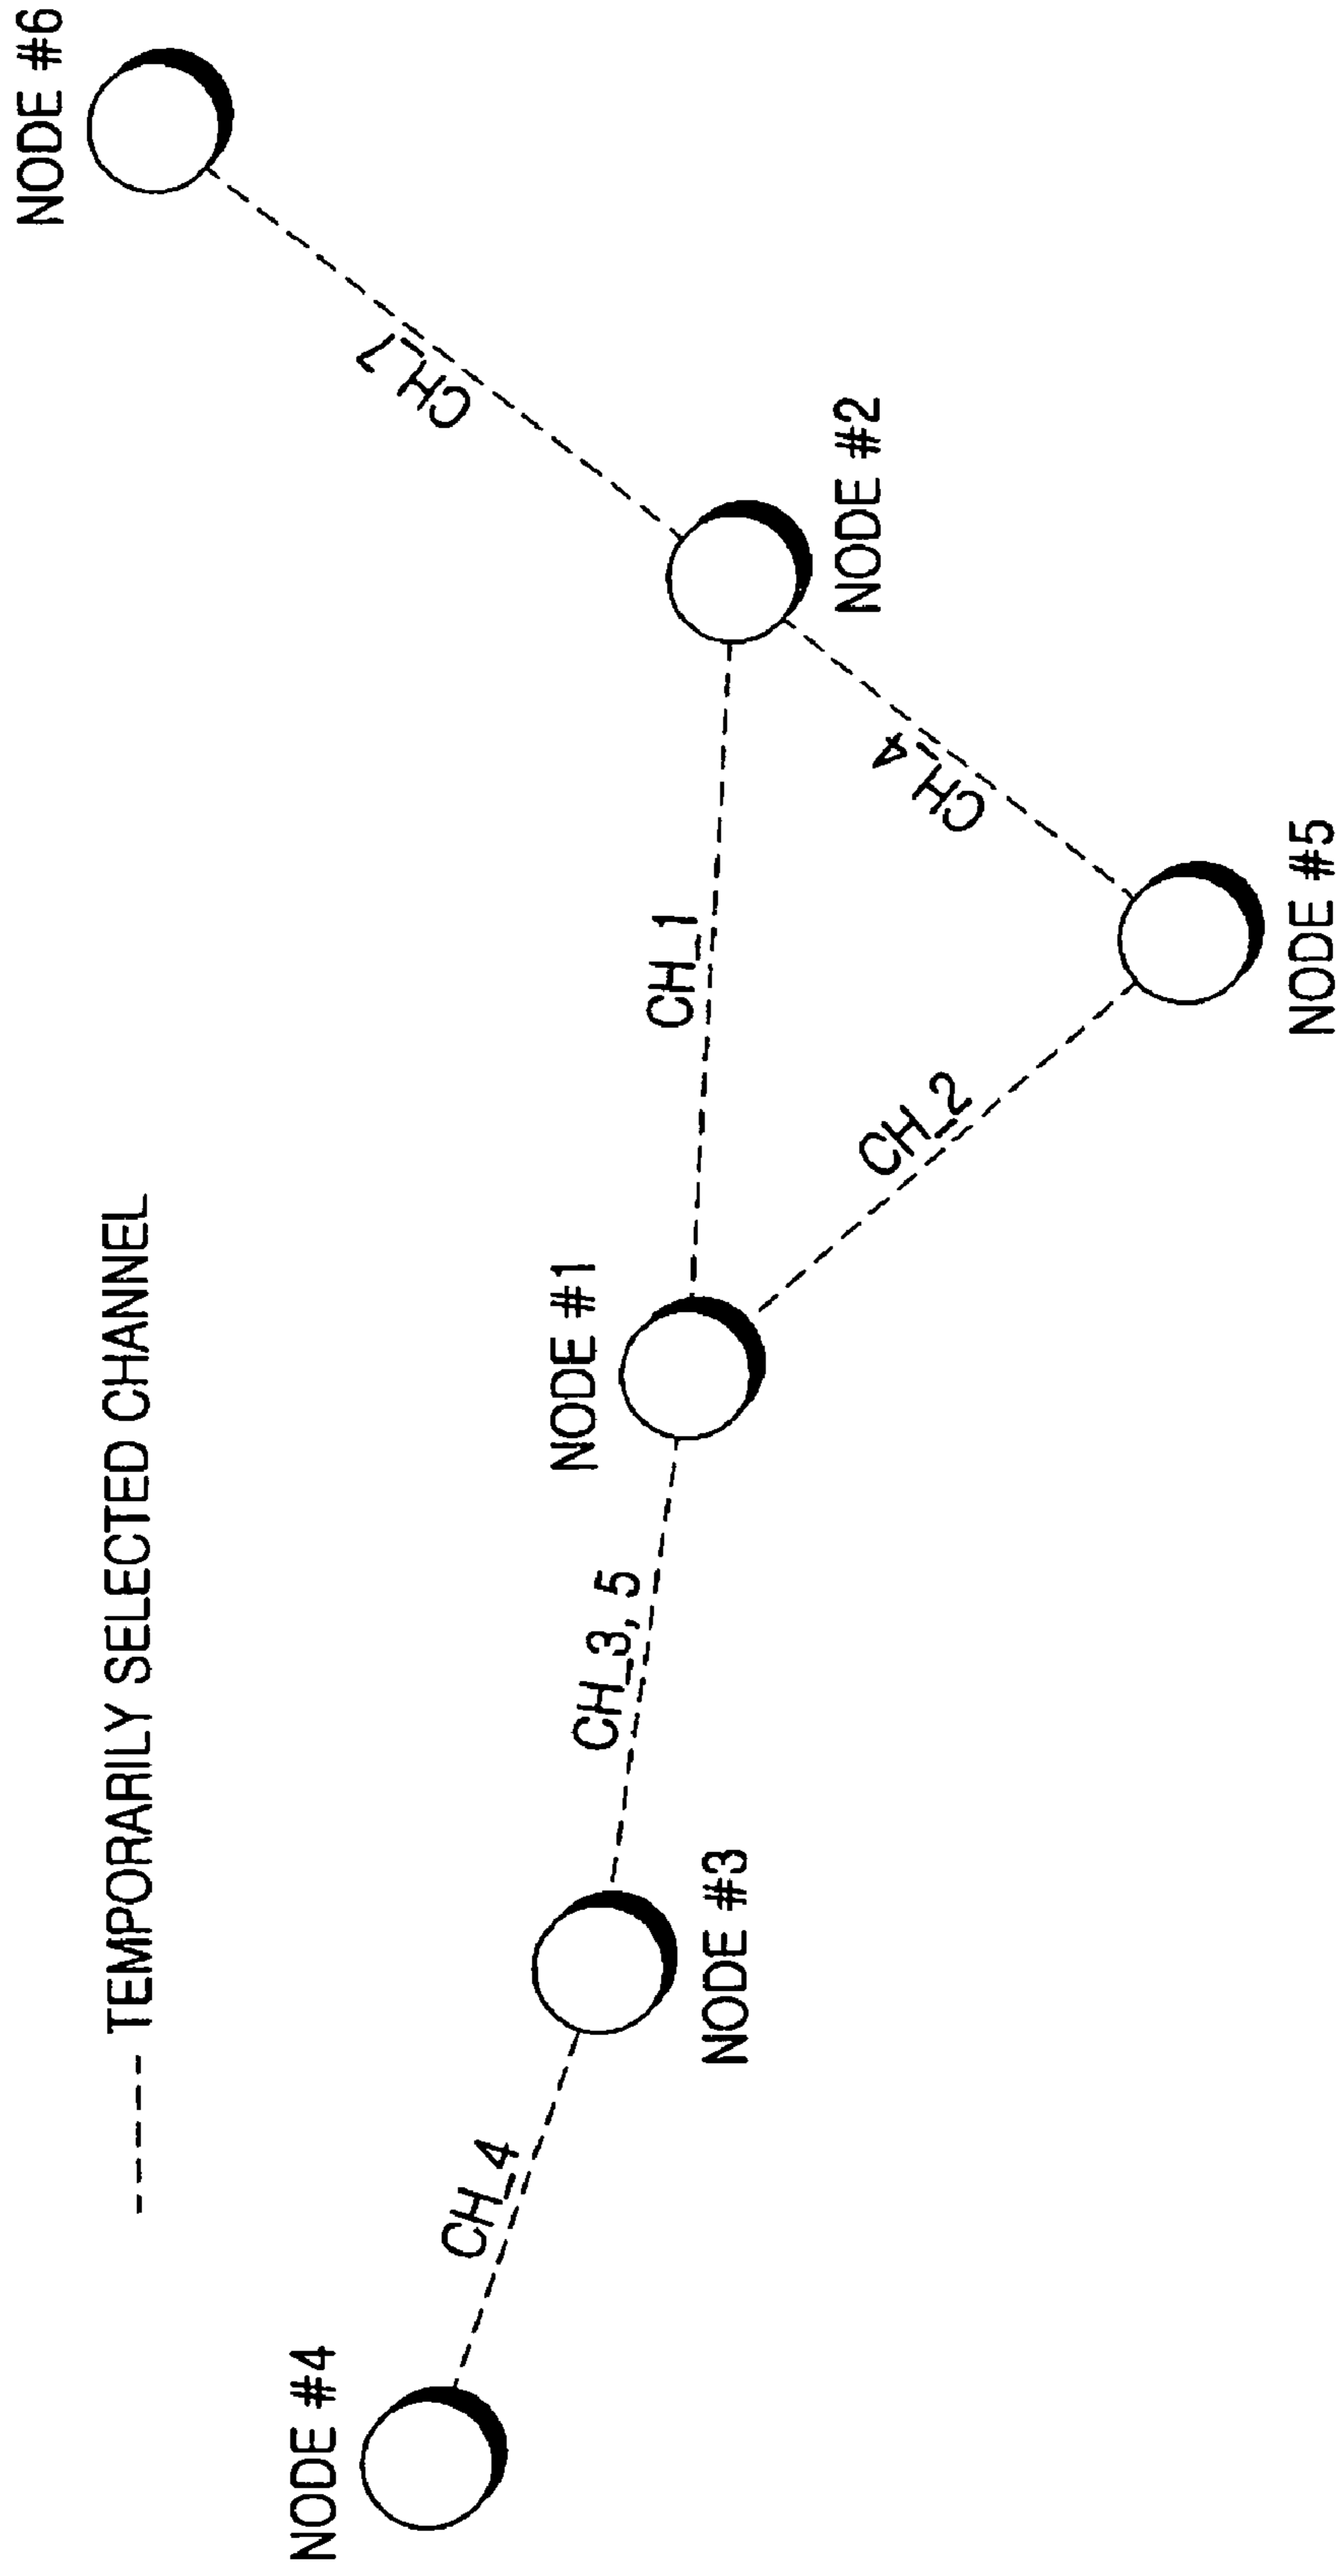 ---- TEMPORARILY SELECTED CHANNEL
NODE #4
CH_4
NODE #3
CH_3, 5
NODE #1
CH_1
CH_2
NODE #5
CH_4
NODE #2
CH_7
NODE #6